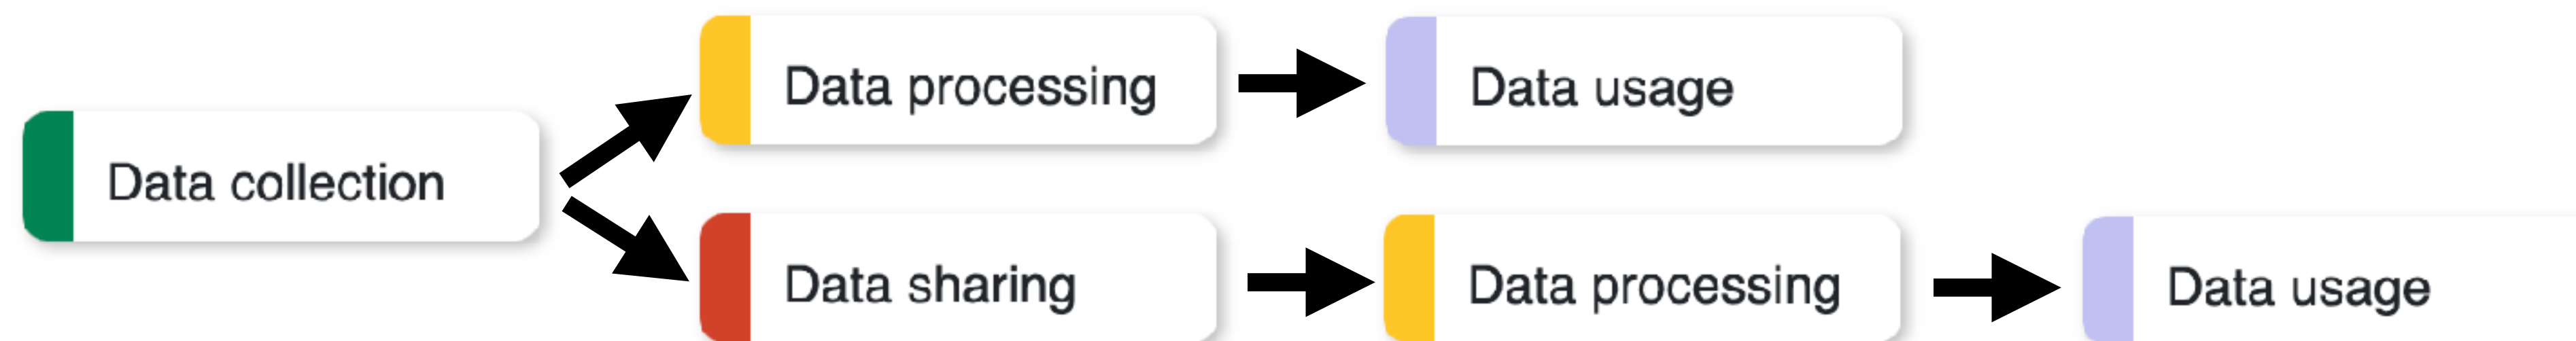 Data collection
Data processing
Data usage
Data sharing
Data processing
Data usage